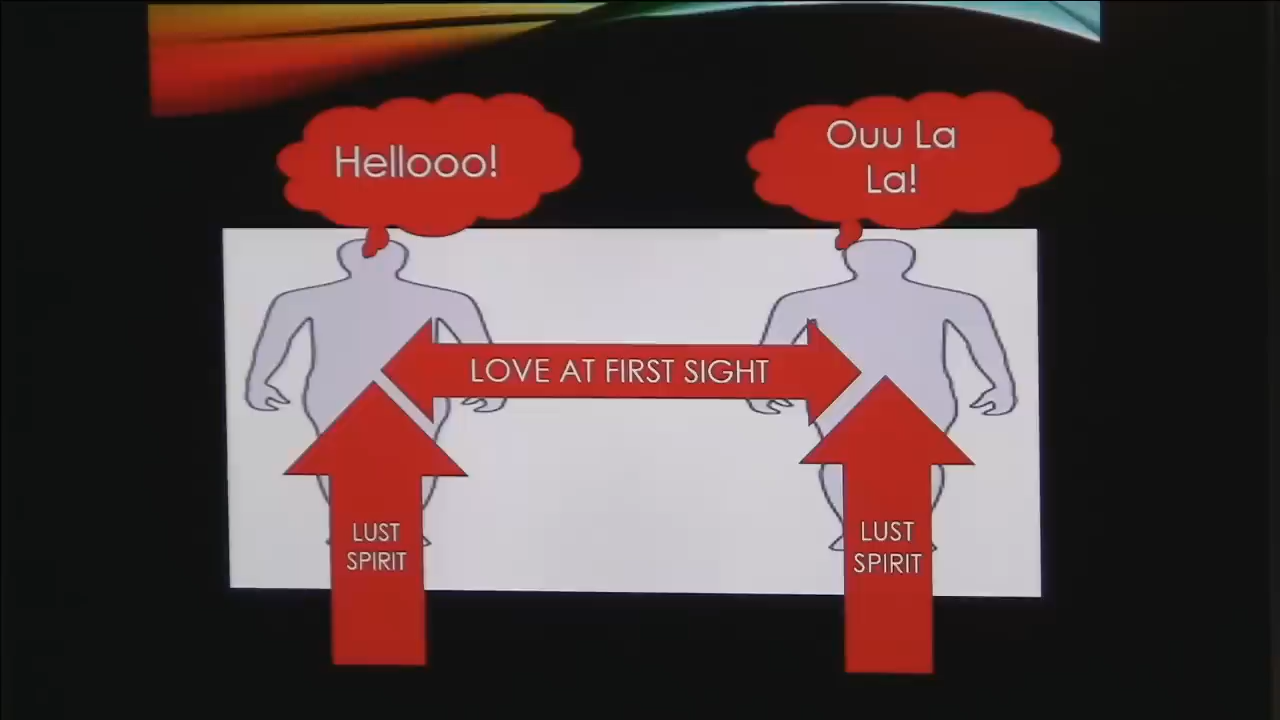 Hellooo!
Ouu La
La!
LOVE AT FIRST SIGHT
LUST
SPIRIT
LUST
SPIRIT